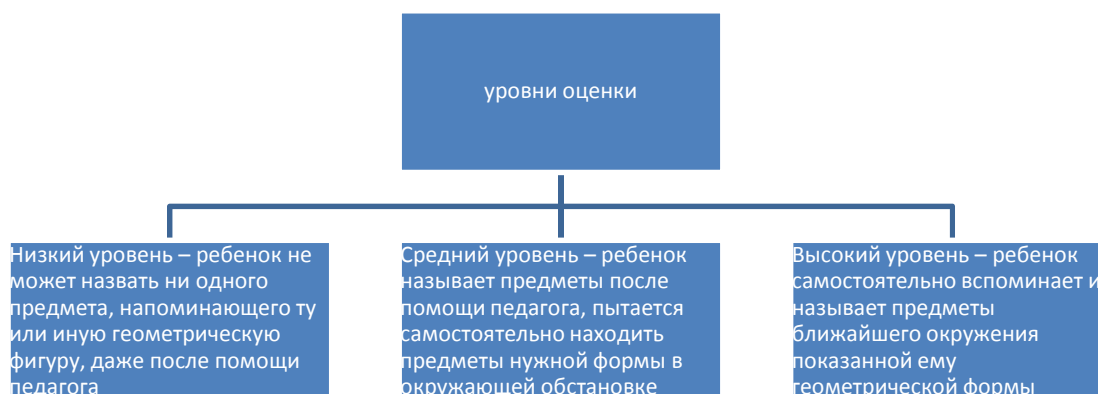 уровни оценки
Низкий уровень – ребенок не
может назвать ни одного
предмета, напоминающего ту
или иную геометрическую
фигуру, даже после помощи
педагога
Средний уровень – ребенок
называет предметы после
помощи педагога, пытается
самостоятельно находить
предметы нужной формы в
окружающей обстановке
Высокий уровень – ребенок
самостоятельно вспоминает и
называет предметы
ближайшего окружения
показанной ему
геометрической формы